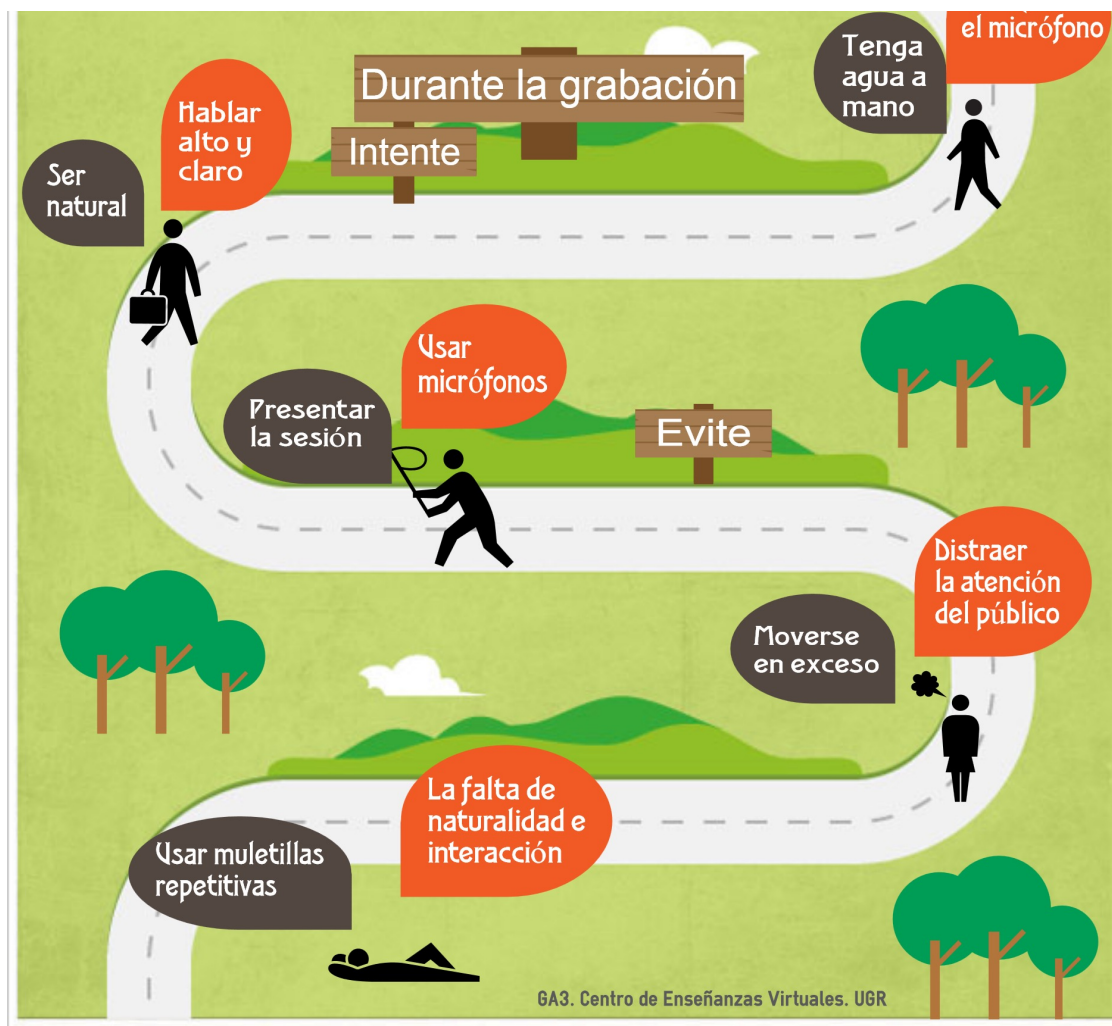 el micrófono
Tenga
agua a
mano
Durante la grabación
Intente
Hablar
alto y
claro
Ser
natural
Usar
micrófonos
Presentar
la sesión
Evite
Distraer
la atención
del público
Moverse
en exceso
La falta de
naturalidad e
interacción
Usar muletillas
repetitivas
GA3. Centro de Enseñanzas Virtuales. UGR